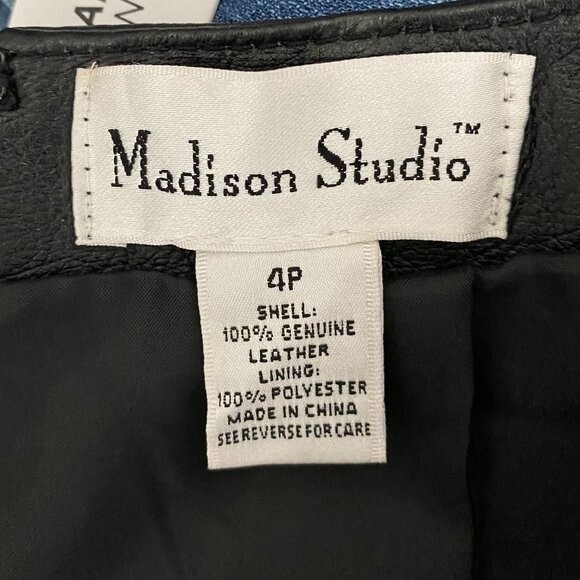 Madison Studio™
4P
SHELL:
100% GENUINE
LEATHER
LINING:
100% POLYESTER
MADE IN CHINA
SEE REVERSE FOR CARE